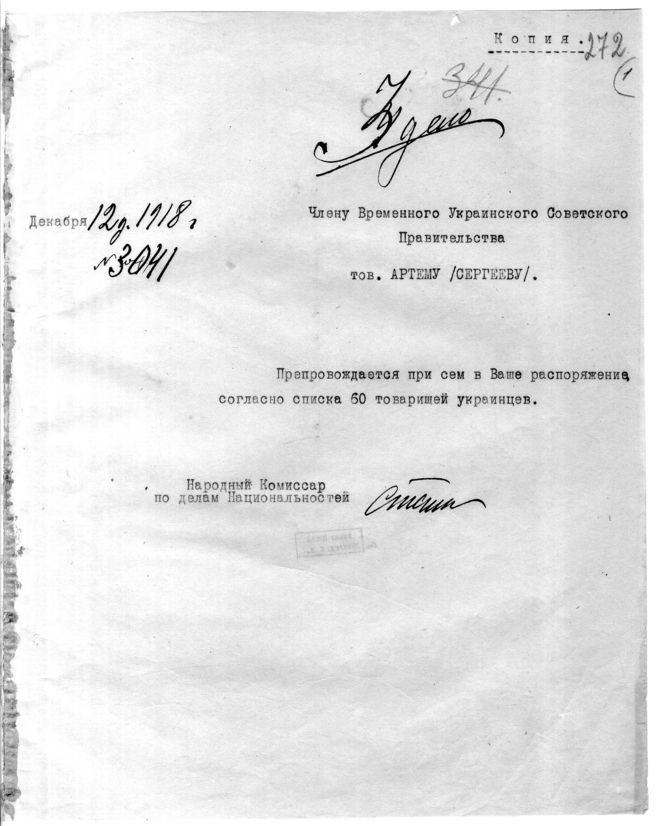 Копия.
272
1
341.
В дело
Декабря 12 д. 1918 г
№ 3041
Члену Временного Украинского Советского
Правительства
тов. АРТЕМУ /СЕРГЕЕВУ/.
Препровождается при сем в Ваше распоряжение,
согласно списка 60 товарищей украинцев.
Народный Комиссар
по делам Национальностей